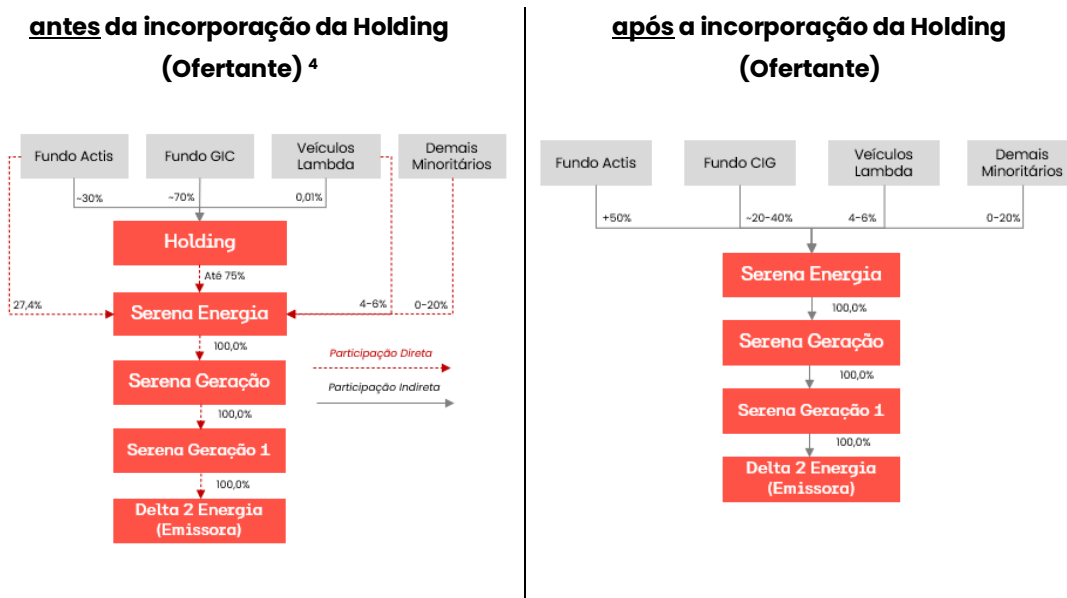 antes da incorporação da Holding
(Ofertante) ⁴
Fundo Actis
Fundo GIC
Veículos
Lambda
Demais
Minoritários
~30%
~70%
0,01%
Holding
Até 75%
27,4%
4-6%
0-20%
Serena Energia
100,0%
Participação Direta
Serena Geração
Participação Indireta
100,0%
Serena Geração 1
100,0%
Delta 2 Energia
(Emissora)
após a incorporação da Holding
(Ofertante)
Fundo Actis
Fundo CIG
Veículos
Lambda
Demais
Minoritários
+50%
~20-40%
4-6%
0-20%
Serena Energia
100,0%
Serena Geração
100,0%
Serena Geração 1
100,0%
Delta 2 Energia
(Emissora)